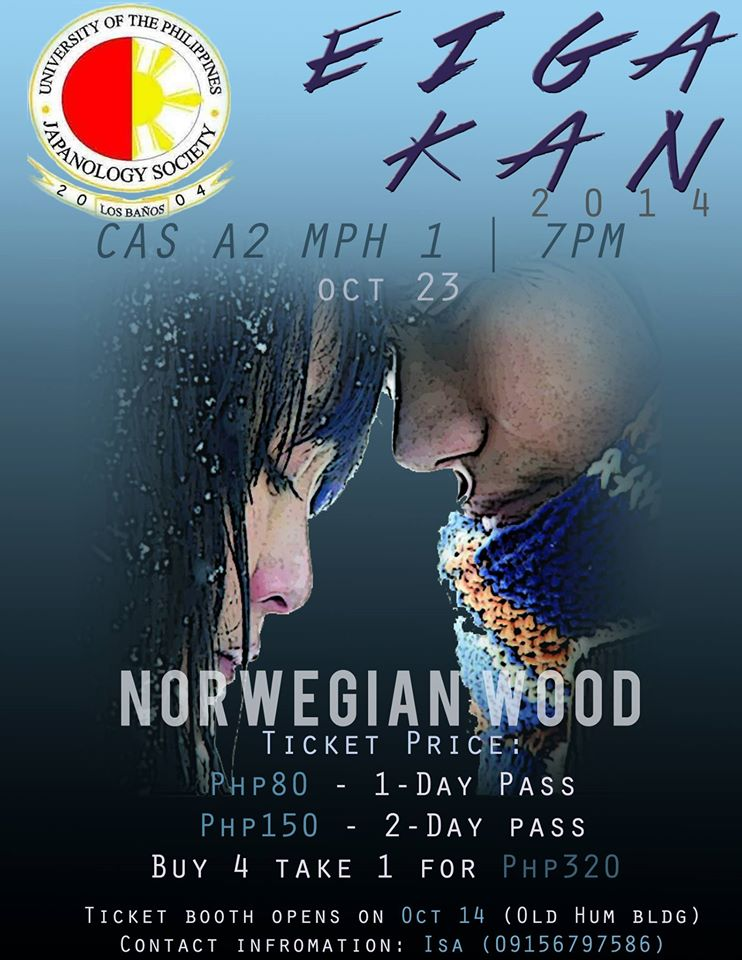 UNIVERSITY OF THE PHILIPPINES
JAPANOLOGY SOCIETY
2004
LOS BAÑOS
EIGA
KAN
2014
CAS A2 MPH 1 | 7PM
OCT 23
NORWEGIAN WOOD
TICKET PRICE:
PHP80 - 1-DAY PASS
PHP150 - 2-DAY PASS
BUY 4 TAKE 1 FOR PHP320
TICKET BOOTH OPENS ON OCT 14 (OLD HUM BLDG)
CONTACT INFROMATION: ISA (09156797586)